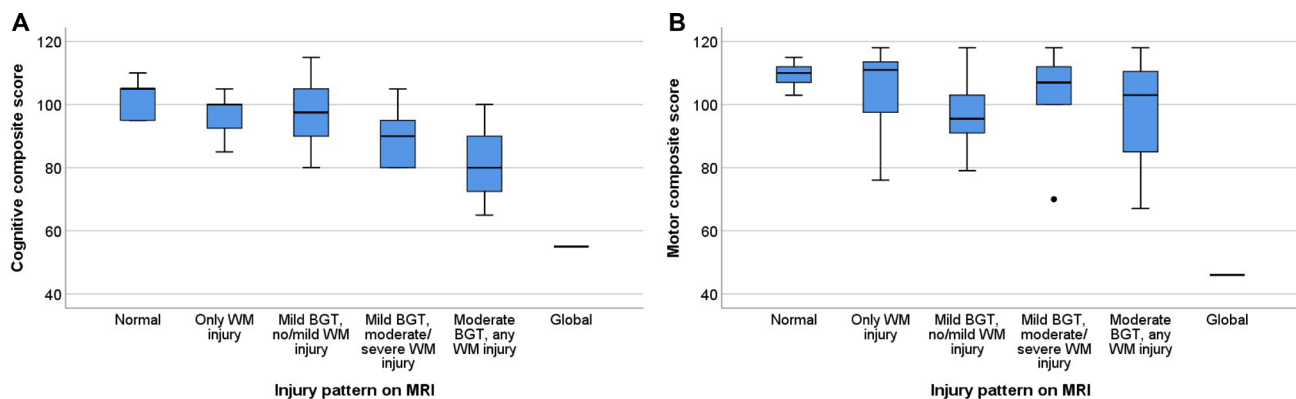 A
Cognitive composite score
120
100
80
60
40
Normal
Only WM
injury
Mild BGT,
no/mild WM
injury
Mild BGT,
moderate/
severe WM
injury
Moderate
BGT, any
WM injury
Global
Injury pattern on MRI
B
Motor composite score
120
100
80
60
40
Normal
Only WM
injury
Mild BGT,
no/mild WM
injury
Mild BGT,
moderate/
severe WM
injury
Moderate
BGT, any
WM injury
Global
Injury pattern on MRI